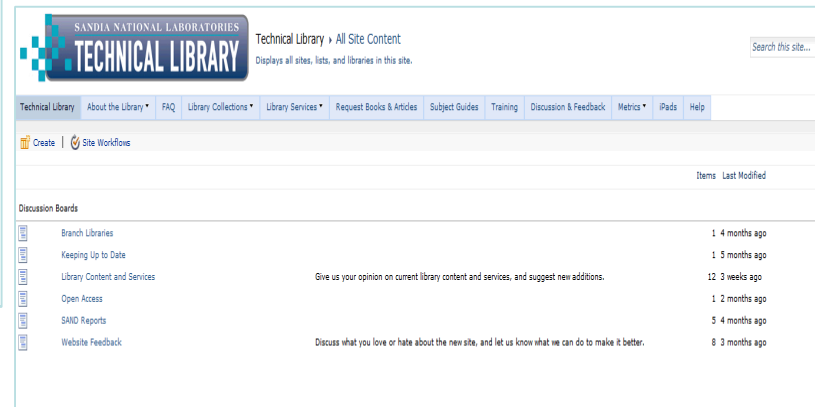 SANDIA NATIONAL LABORATORIES
TECHNICAL LIBRARY
Technical Library › All Site Content
Displays all sites, lists, and libraries in this site.
Search this site...
Technical Library About the Library FAQ Library Collections Library Services Request Books & Articles Subject Guides Training Discussion & Feedback Metrics iPads Help
Create | Site Workflows
Items Last Modified
Discussion Boards
Branch Libraries 1 4 months ago
Keeping Up to Date 1 5 months ago
Library Content and Services Give us your opinion on current library content and services, and suggest new additions. 12 3 weeks ago
Open Access 1 2 months ago
SAND Reports 5 4 months ago
Website Feedback Discuss what you love or hate about the new site, and let us know what we can do to make it better. 8 3 months ago